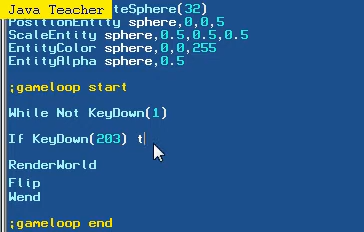 Java Teacher teSphere(32)
PositionEntity sphere,0,0,5
ScaleEntity sphere,0.5,0.5,0.5
EntityColor sphere,0,0,255
EntityAlpha sphere,0.5
;gameloop start
While Not KeyDown(1)
If KeyDown(203) t
RenderWorld
Flip
Wend
;gameloop end